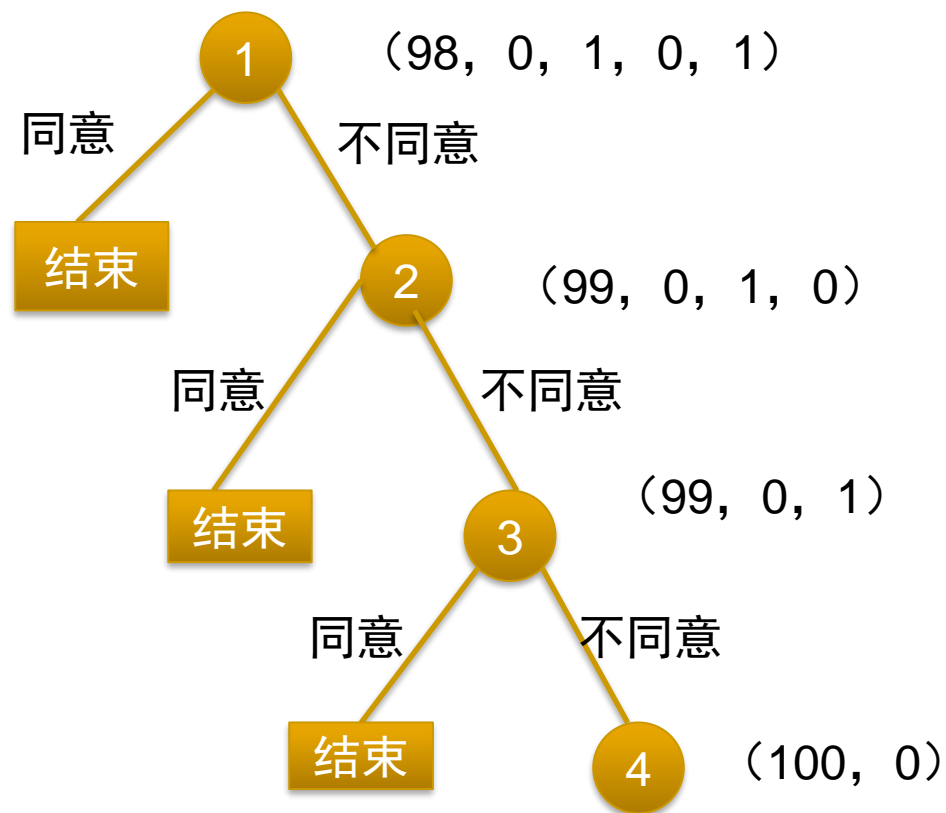 1 （98，0，1，0，1）
同意 不同意
结束
2 （99，0，1，0）
同意 不同意
结束
3 （99，0，1）
同意 不同意
结束
4 （100，0）